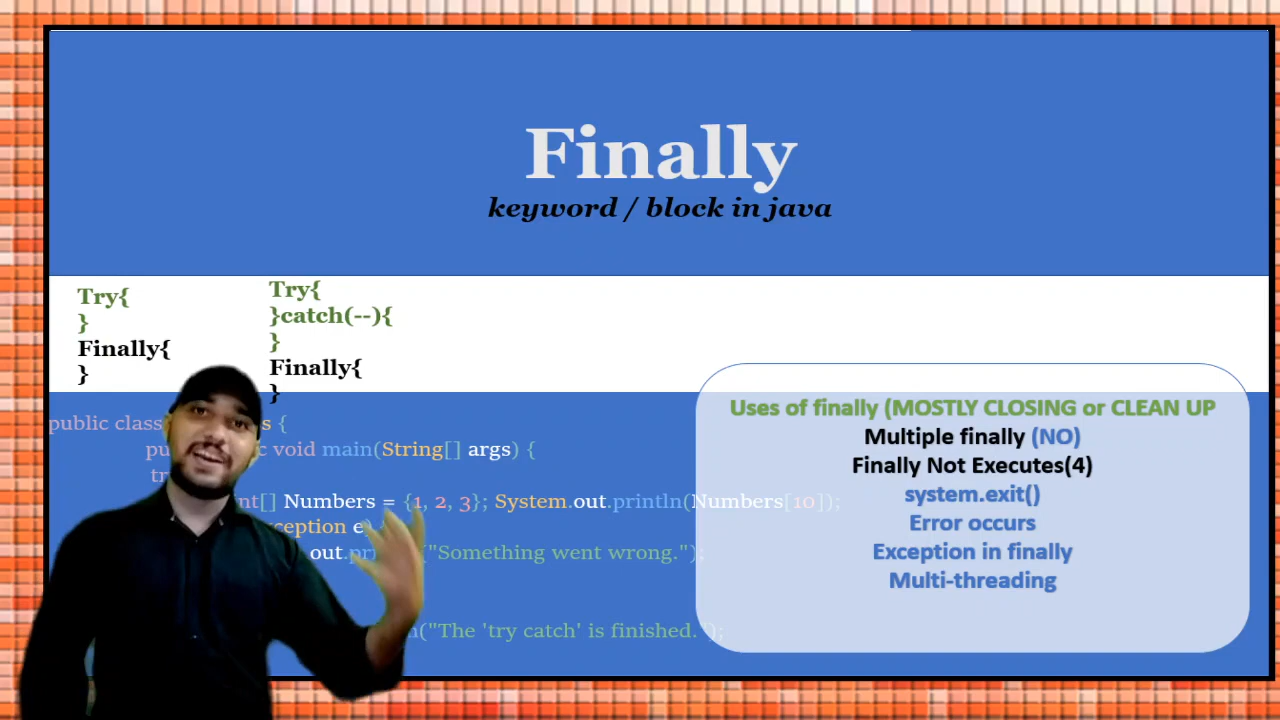 Finally
keyword / block in java
Try{
}
Finally{
}
Try{
}catch(--){
}
Finally{
}
public class s {
void main(String[] args) {
int[] Numbers = {1, 2, 3}; System.out.println(Numbers[10]);
e)
out. ("Something went wrong.");
("The 'try catch' is finished.");
Uses of finally (MOSTLY CLOSING or CLEAN UP
Multiple finally (NO)
Finally Not Executes(4)
system.exit()
Error occurs
Exception in finally
Multi-threading